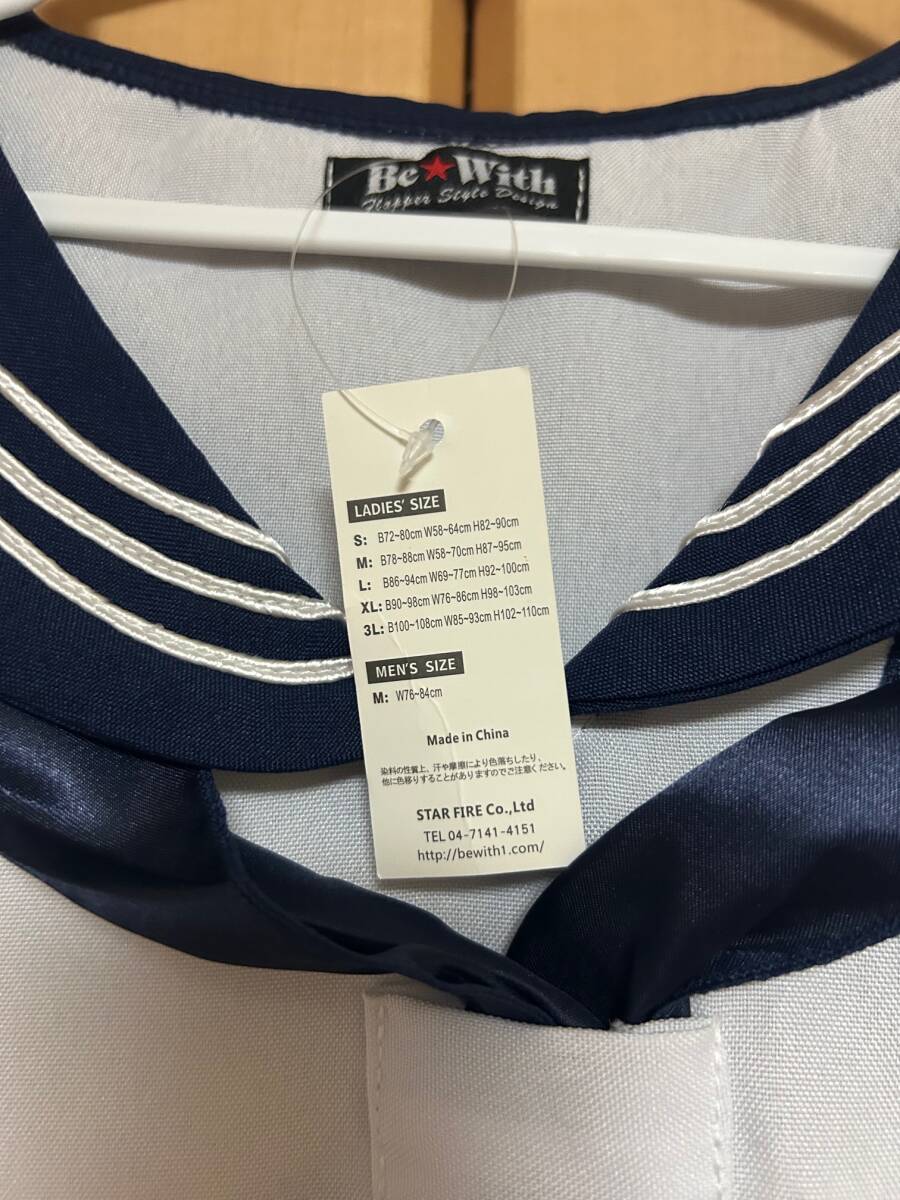 Be★With
Flapper Style Design
LADIES' SIZE
S: B72~80cm W58~64cm H82~90cm
M: B78~88cm W58~70cm H87~95cm
L: B86~94cm W69~77cm H92~100cm
XL: B90~98cm W76~86cm H98~103cm
3L: B100~108cm W85~93cm H102~110cm
MEN'S SIZE
M: W76~84cm
Made in China
染料の性質上、汗や摩擦により色落ちしたり、
他に色移りすることがありますのでご注意ください。
STAR FIRE Co.,Ltd
TEL 04-7141-4151
http://bewith1.com/